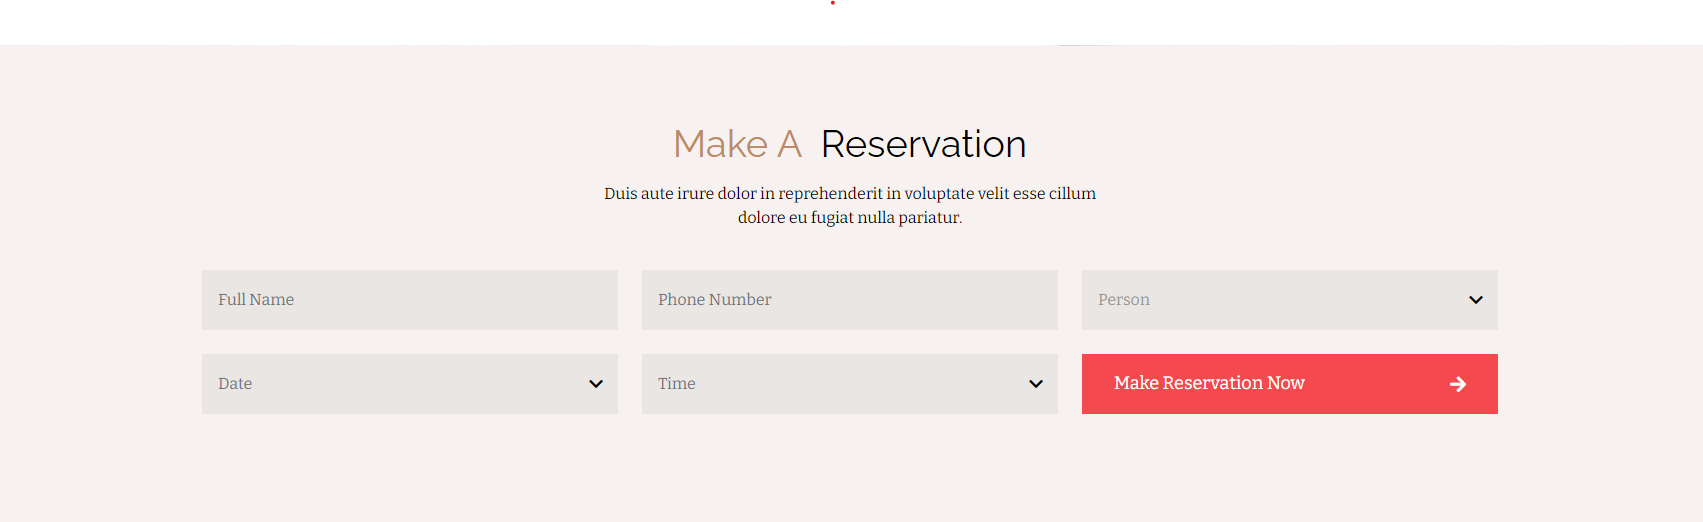 Make A Reservation
Duis aute irure dolor in reprehenderit in voluptate velit esse cillum
dolore eu fugiat nulla pariatur.
Full Name
Phone Number
Person
Date
Time
Make Reservation Now